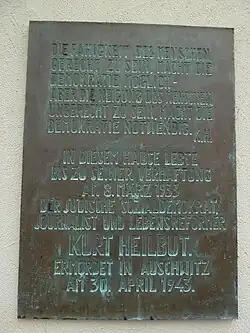 DIE FÄHIGKEIT DES MENSCHEN,
GERECHT ZU SEIN, MACHT DIE
DEMOKRATIE MÖGLICH -
ABER DIE NEIGUNG DES MENSCHEN,
UNGERECHT ZU SEIN, MACHT DIE
DEMOKRATIE NOTWENDIG. K.H.
IN DIESEM HAUSE LEBTE
BIS ZU SEINER VERHAFTUNG
AM 8. MÄRZ 1933
DER JÜDISCHE SOZIALDEMOKRAT,
JOURNALIST UND LEBENSREFORMER
KURT HEILBUT.
ERMORDET IN AUSCHWITZ
AM 30. APRIL 1943.